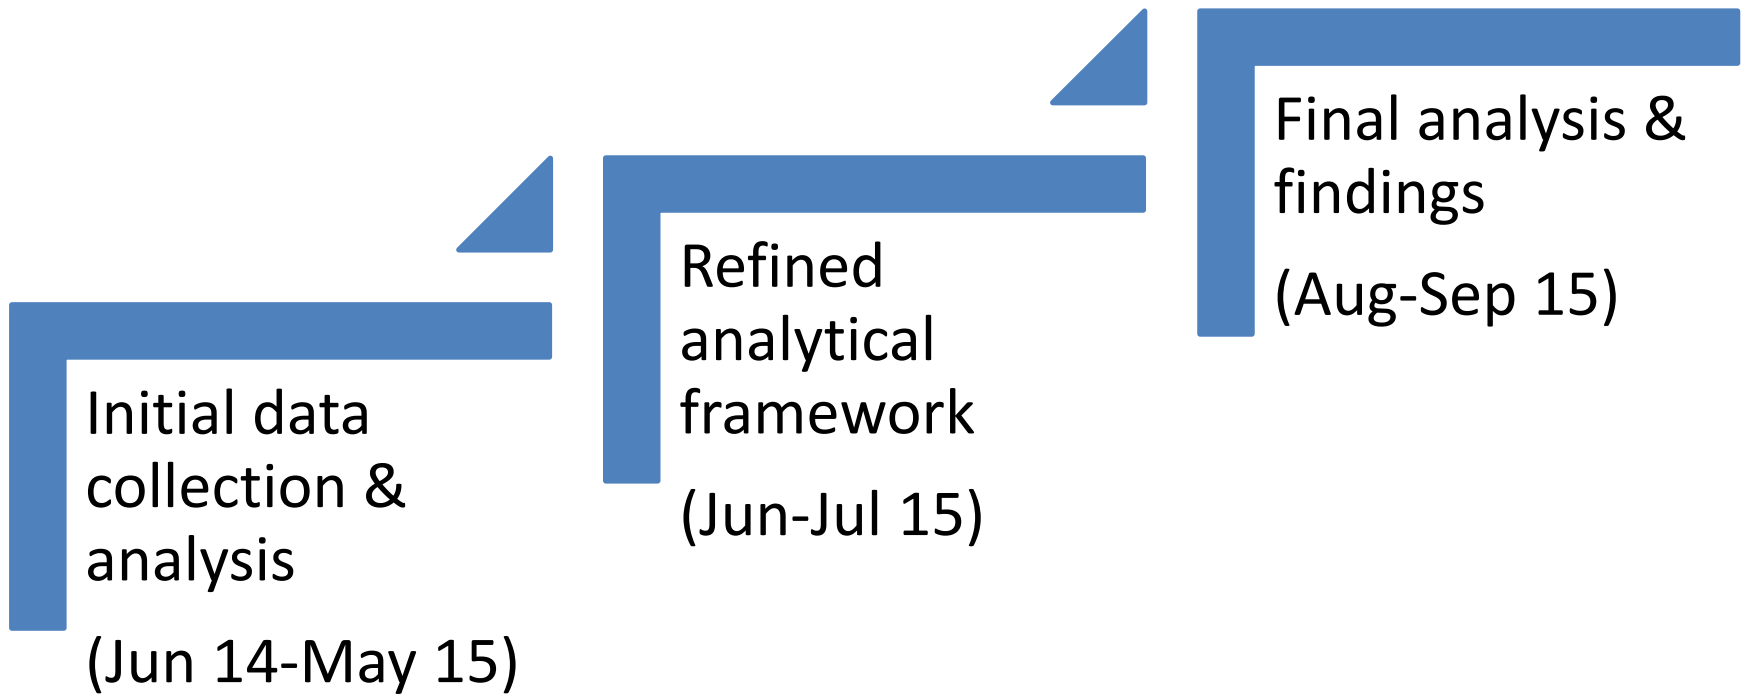 Initial data
collection &
analysis
(Jun 14-May 15)
Refined
analytical
framework
(Jun-Jul 15)
Final analysis &
findings
(Aug-Sep 15)